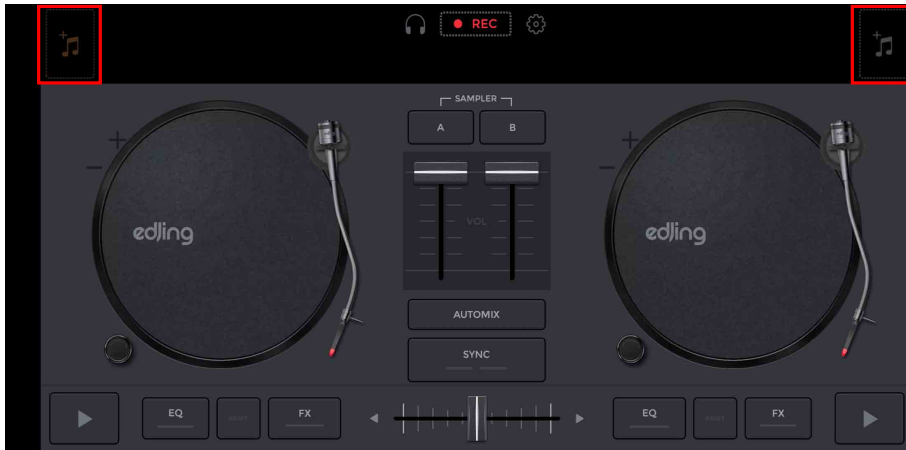 REC
SAMPLER
A B
VOL
edjing edjing
AUTOMIX
SYNC
EQ FX EQ FX